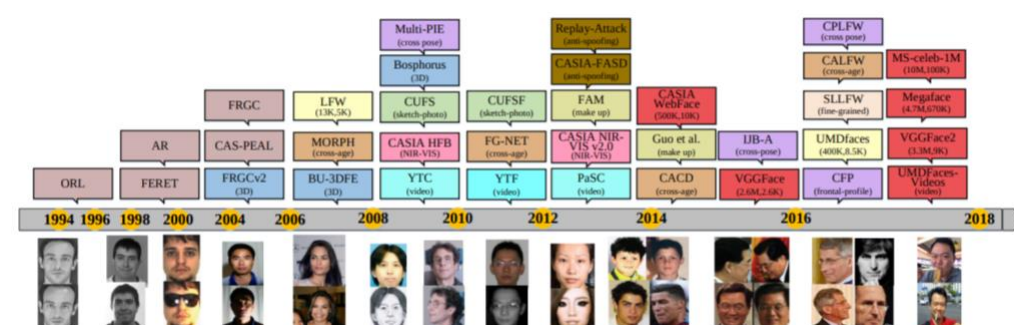 Multi-PIE
(cross pose)
Replay-Attack
(anti-spoofing)
CPLFW
(cross pose)
Bosphorus
(3D)
CASIA-FASD
(anti-spoofing)
CALFW
(cross-age)
MS-celeb-1M
(10M,100K)
FRGC
LFW
(13K,5K)
CUFS
(sketch-photo)
CUFSF
(sketch-photo)
FAM
(make up)
CASIA
WebFace
(500K,10K)
SLLFW
(fine-grained)
Megaface
(4.7M,670K)
AR
CAS-PEAL
MORPH
(cross-age)
CASIA HFB
(NIR-VIS)
FG-NET
(cross-age)
CASIA NIR-
VIS v2.0
(NIR-VIS)
Guo et al.
(make up)
IJB-A
(cross-pose)
UMDfaces
(400K,8.5K)
VGGFace2
(3.3M,9K)
ORL
FERET
FRGCv2
(3D)
BU-3DFE
(3D)
YTC
(video)
YTF
(video)
PaSC
(video)
CACD
(cross-age)
VGGFace
(2.6M,2.6K)
CFP
(frontal-profile)
UMDFaces-
Videos
(video)
1994 1996 1998 2000 2004 2006 2008 2010 2012 2014 2016 2018